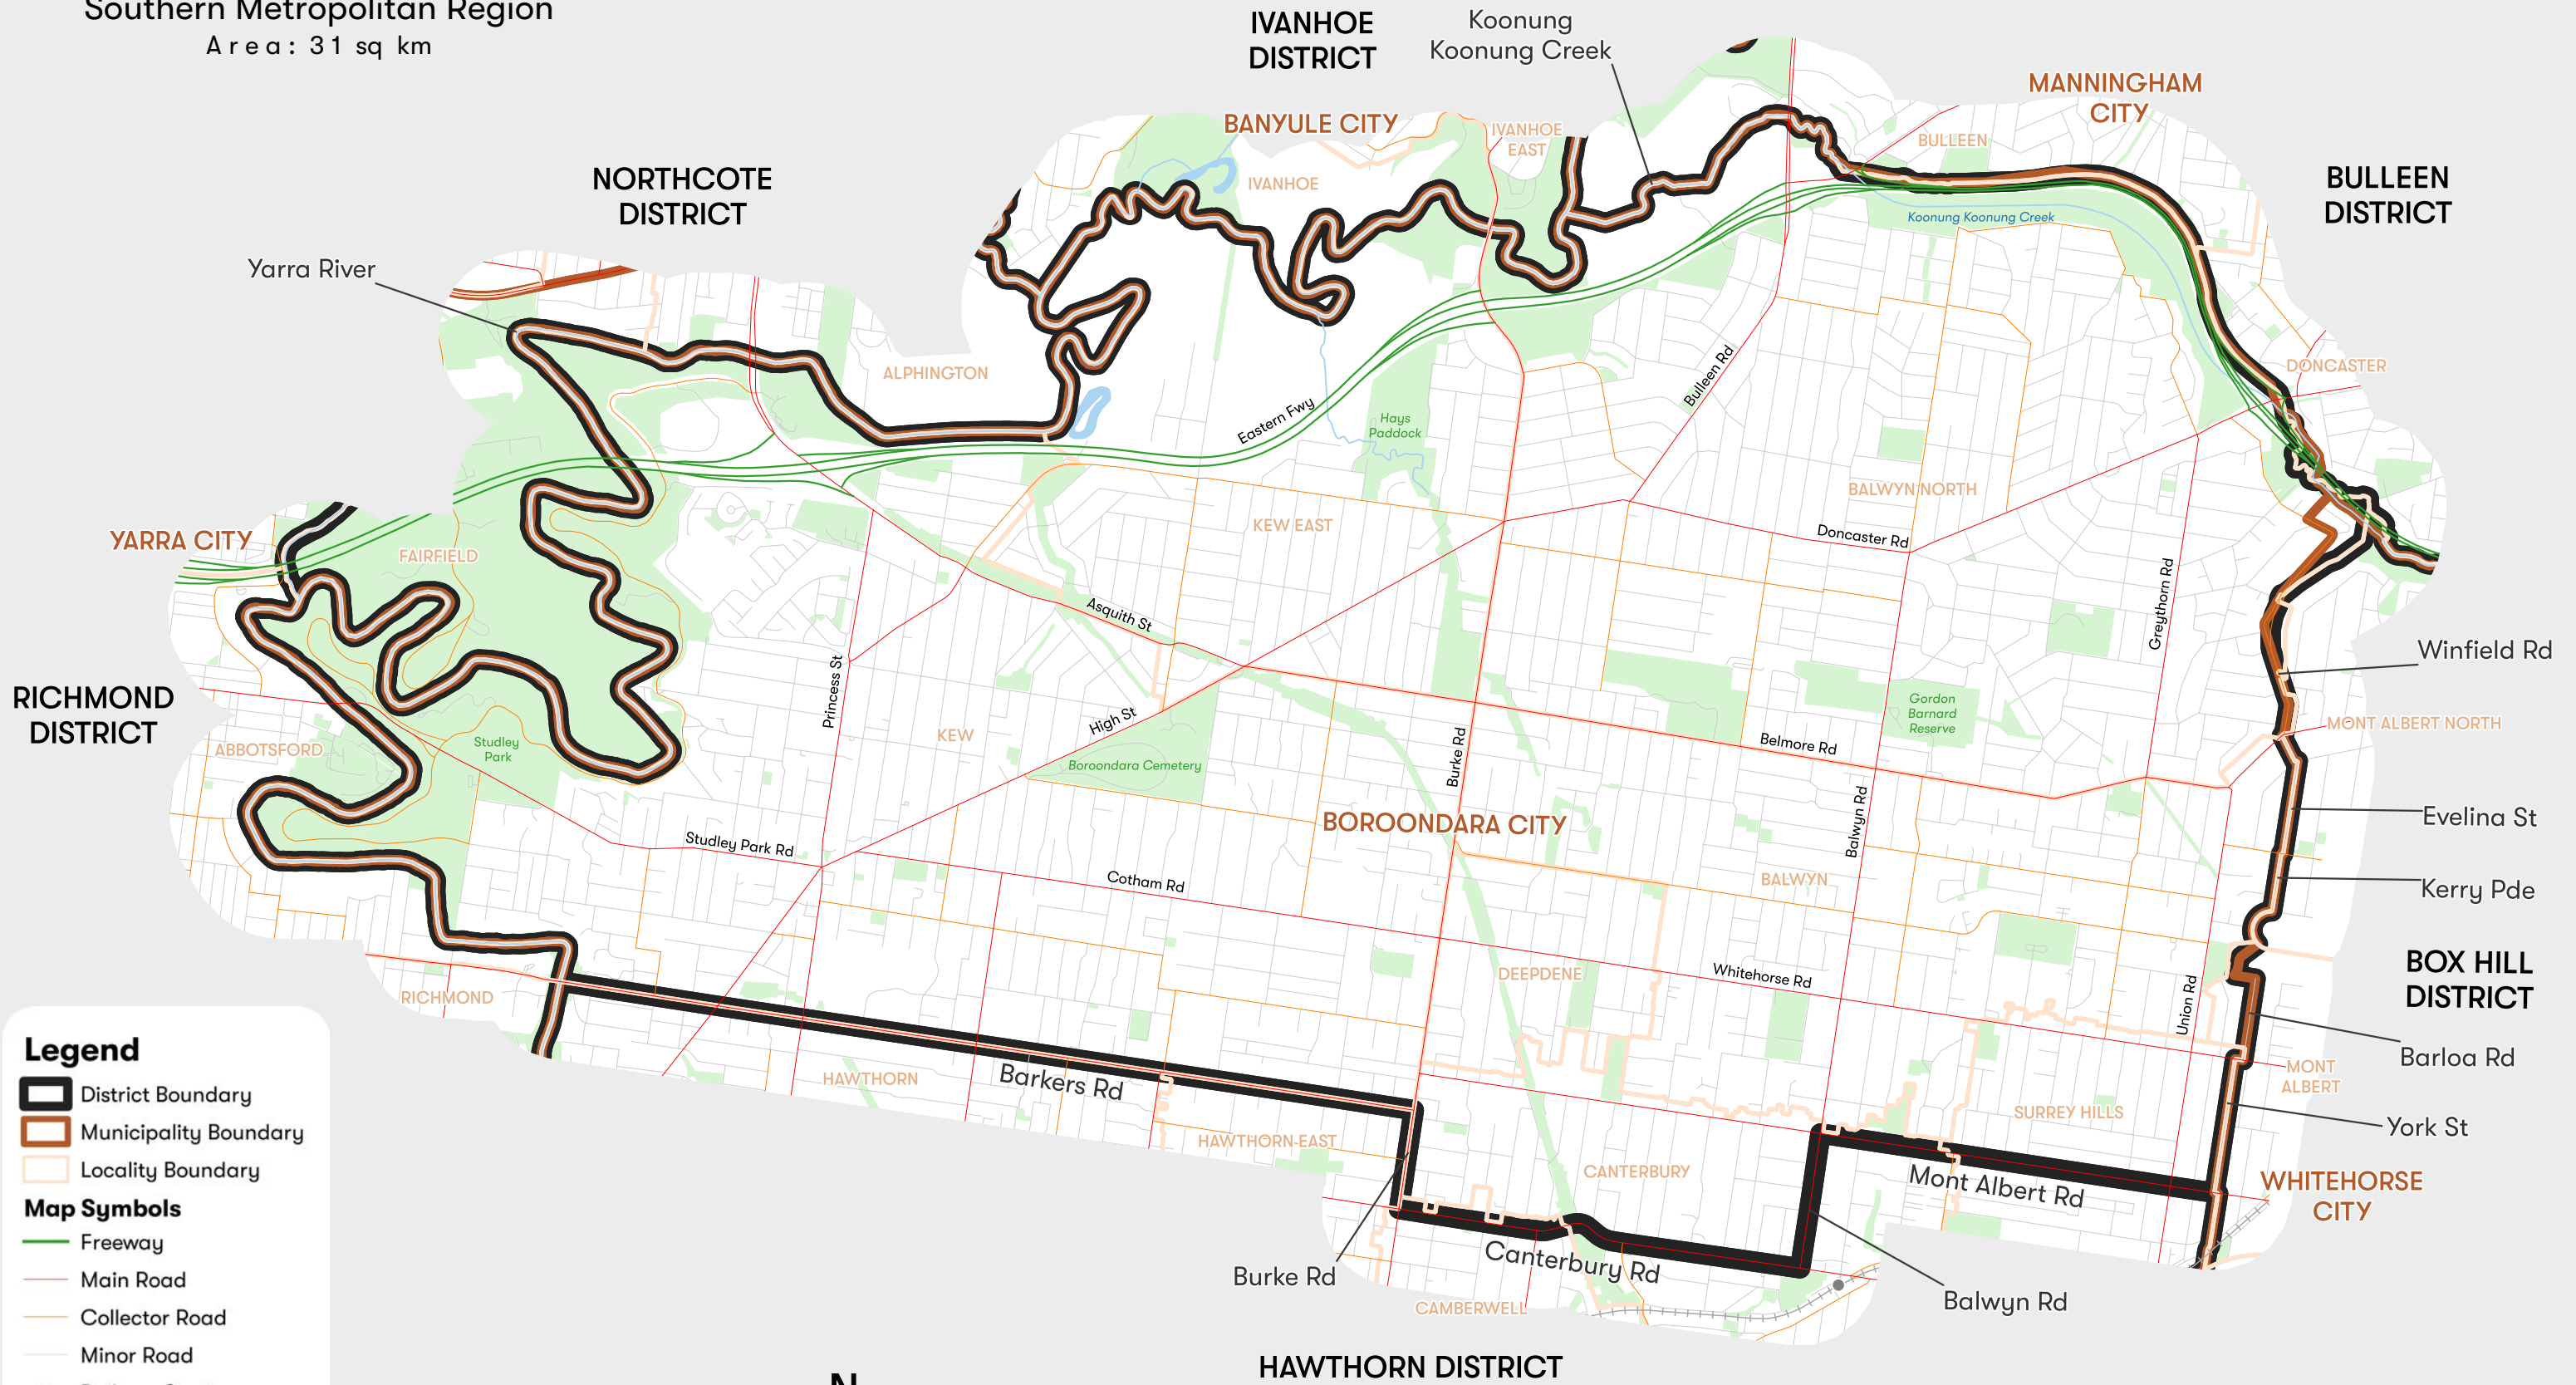 Southern Metropolitan Region
Area: 31 sq km
IVANHOE
DISTRICT
Koonung
Koonung Creek
MANNINGHAM
CITY
BANYULE CITY
IVANHOE
EAST
BULLEEN
IVANHOE
NORTHCOTE
DISTRICT
BULLEEN
DISTRICT
Koonung Koonung Creek
Yarra River
ALPHINGTON
DONCASTER
Bulleen Rd
Eastern Fwy
Hays
Paddock
BALWYN NORTH
KEW EAST
Doncaster Rd
YARRA CITY
FAIRFIELD
Greythorn Rd
Asquith St
Winfield Rd
Princess St
RICHMOND
DISTRICT
Gordon
Barnard
Reserve
High St
MONT ALBERT NORTH
KEW
ABBOTSFORD
Studley
Park
Belmore Rd
Burke Rd
Boroondara Cemetery
BOROONDARA CITY
Balwyn Rd
Evelina St
Studley Park Rd
Cotham Rd
BALWYN
Kerry Pde
DEEPDENE
Whitehorse Rd
BOX HILL
DISTRICT
Union Rd
RICHMOND
Barloa Rd
MONT
ALBERT
HAWTHORN
Barkers Rd
SURREY HILLS
York St
HAWTHORN EAST
CANTERBURY
Mont Albert Rd
WHITEHORSE
CITY
Canterbury Rd
Burke Rd
Balwyn Rd
CAMBERWELL
HAWTHORN DISTRICT
Legend
District Boundary
Municipality Boundary
Locality Boundary
Map Symbols
Freeway
Main Road
Collector Road
Minor Road
N